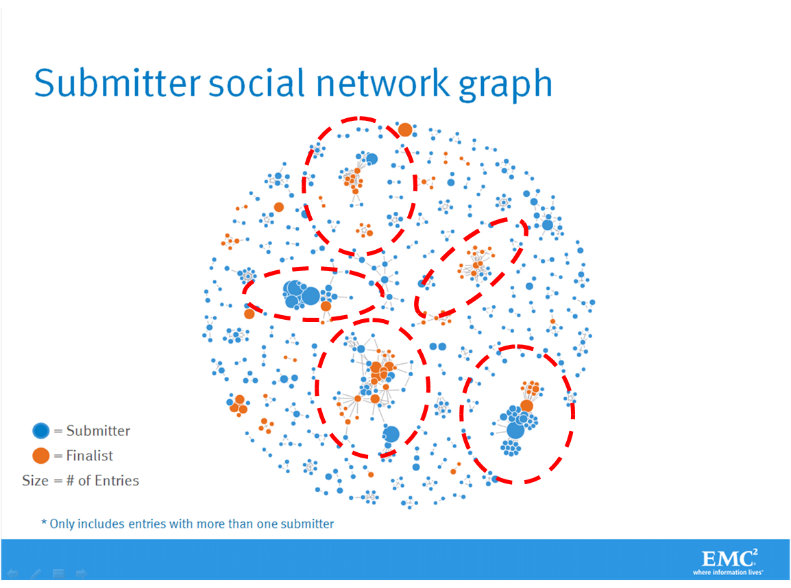 Submitter social network graph
= Submitter
= Finalist
Size = # of Entries
* Only includes entries with more than one submitter
EMC²
where information lives®